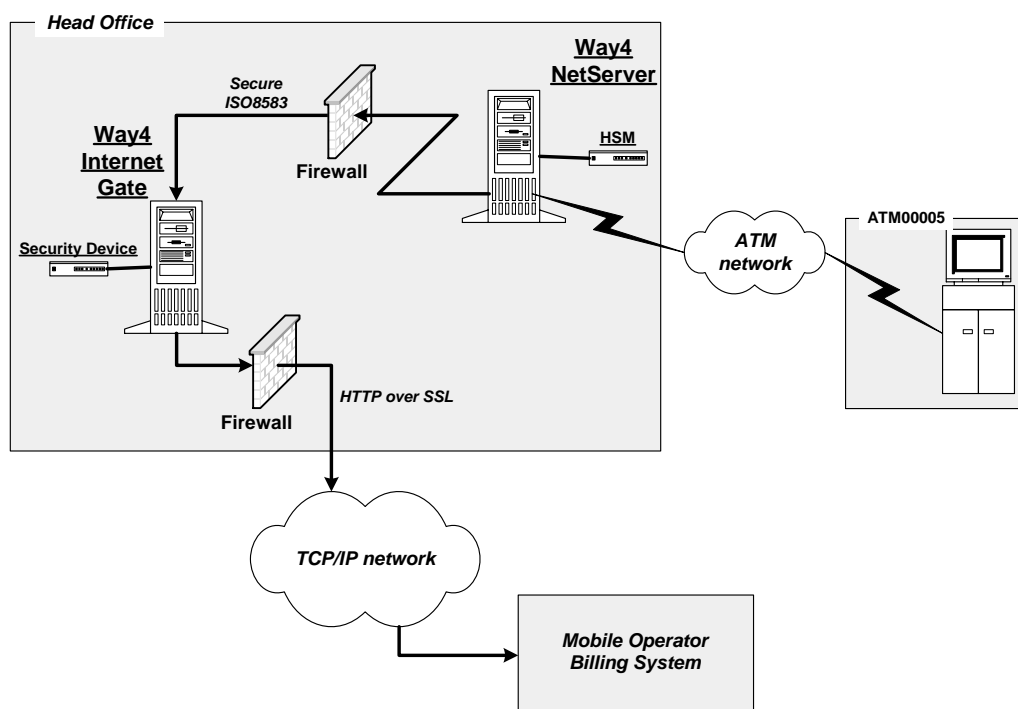 Head Office
Way4
NetServer
Secure
ISO8583
HSM
Firewall
Way4
Internet
Gate
Security Device
ATM
network
ATM00005
HTTP over SSL
Firewall
TCP/IP network
Mobile Operator
Billing System